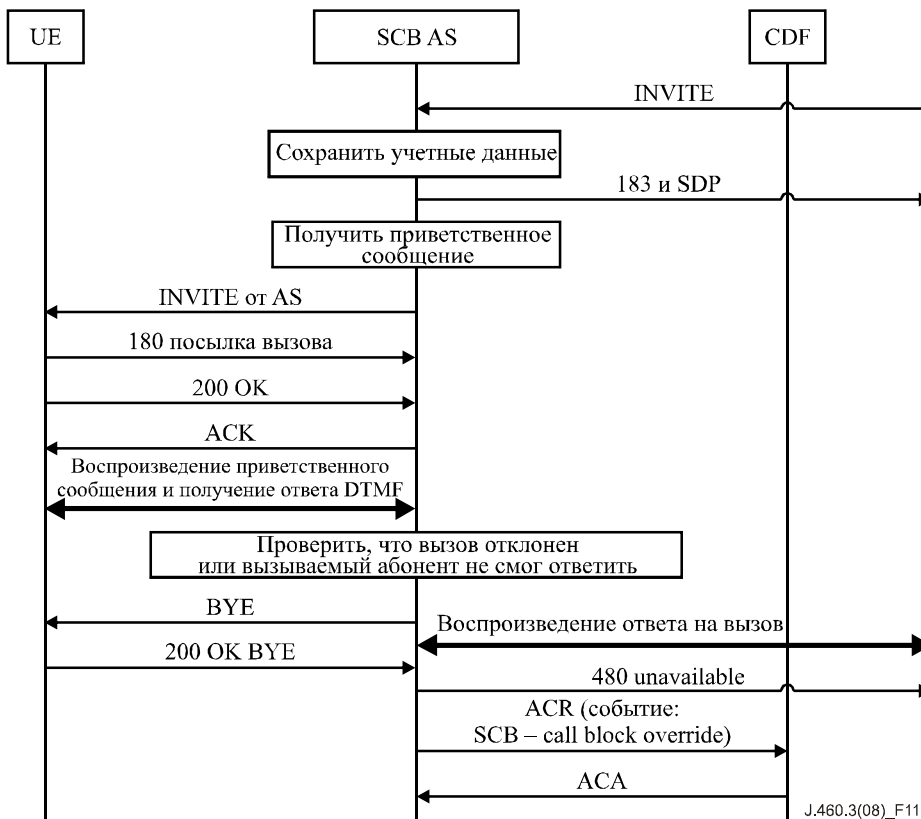 UE
SCB AS
CDF
INVITE
Сохранить учетные данные
183 и SDP
Получить приветственное
сообщение
INVITE от AS
180 посылка вызова
200 OK
ACK
Воспроизведение приветственного
сообщения и получение ответа DTMF
Проверить, что вызов отклонен
или вызываемый абонент не смог ответить
BYE
Воспроизведение ответа на вызов
200 OK BYE
480 unavailable
ACR (событие:
SCB – call block override)
ACA
J.460.3(08)_F11